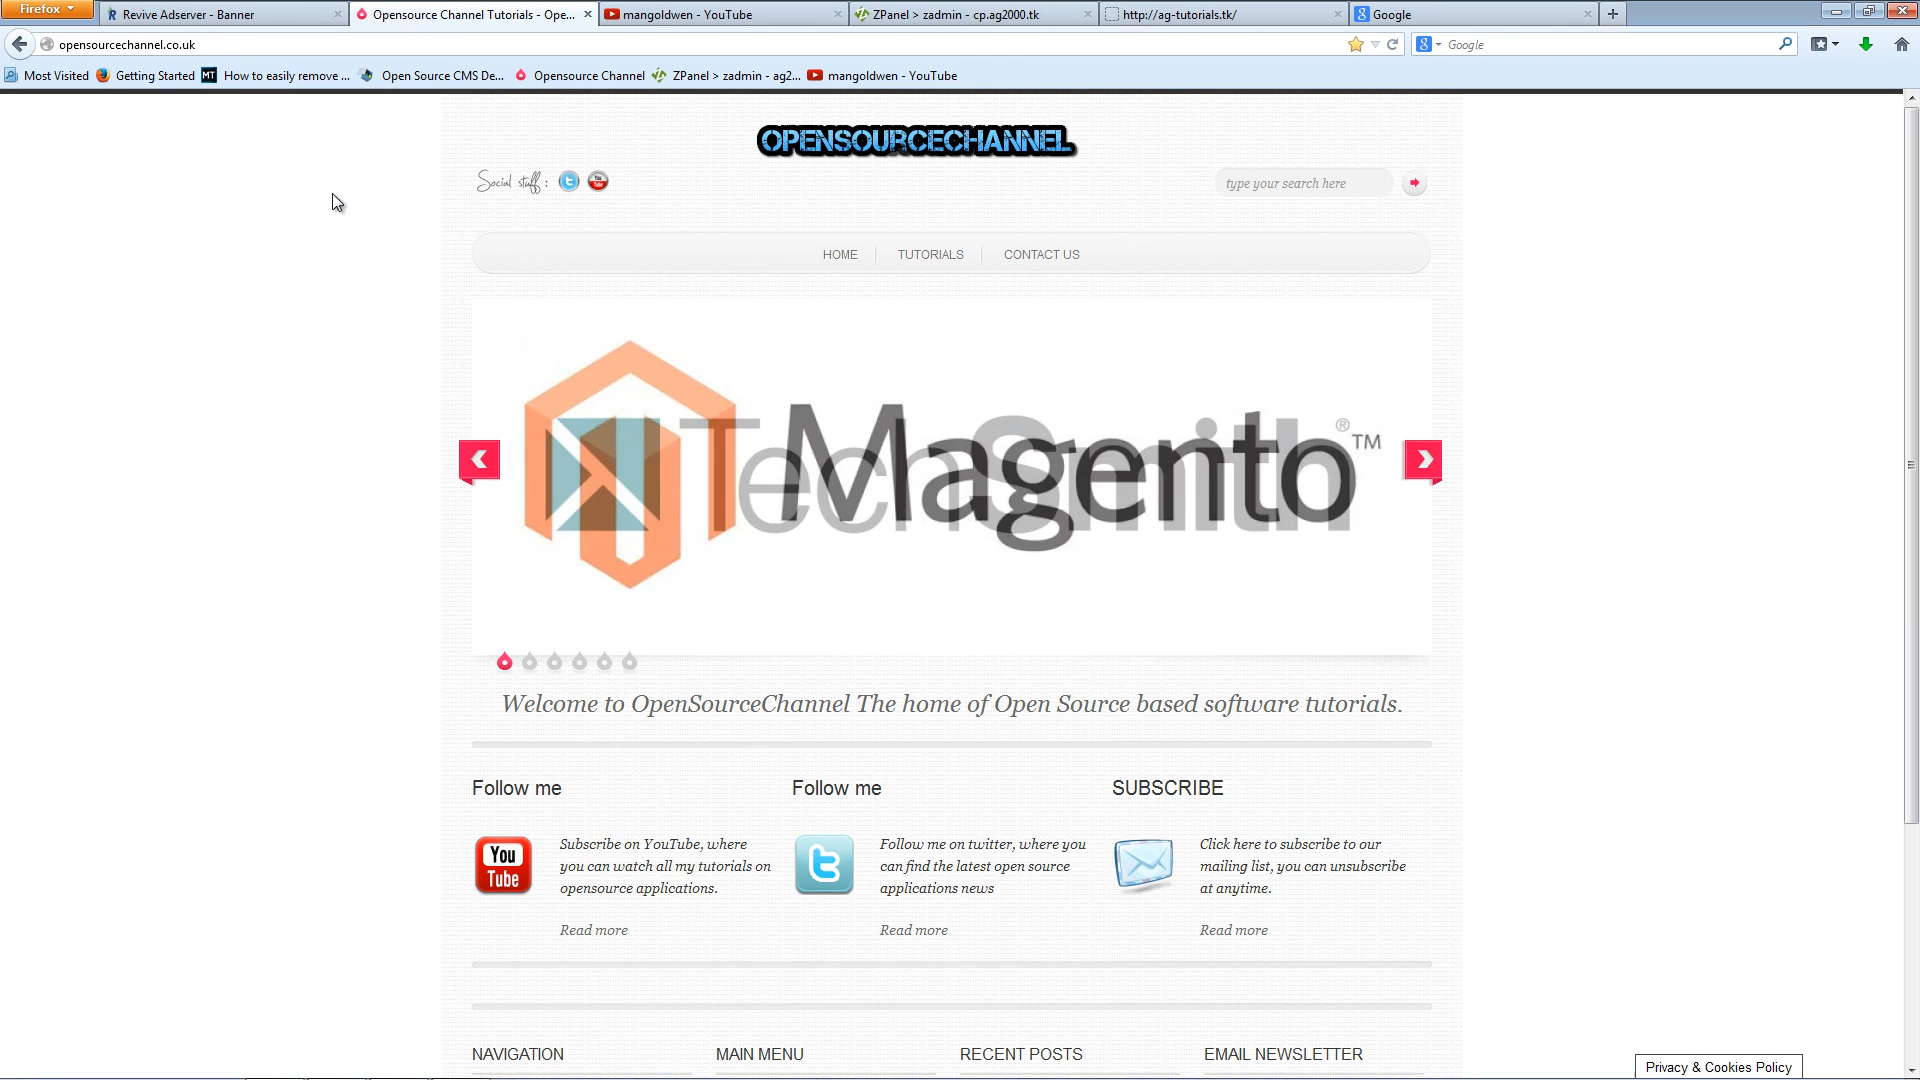 Firefox
Revive Adserver - Banner
Opensource Channel Tutorials - Ope...
mangoldwen - YouTube
ZPanel > zadmin - cp.ag2000.tk
http://ag-tutorials.tk/
Google
opensourcechannel.co.uk
Google
Most Visited
Getting Started
How to easily remove ...
Open Source CMS De...
Opensource Channel
ZPanel > zadmin - ag2...
mangoldwen - YouTube
OPENSOURCECHANNEL
Social stuff :
You Tube
type your search here
HOME
TUTORIALS
CONTACT US
Magento®
TechSmith™
Welcome to OpenSourceChannel The home of Open Source based software tutorials.
Follow me
Follow me
SUBSCRIBE
You
Tube
Subscribe on YouTube, where
you can watch all my tutorials on
opensource applications.
Read more
Follow me on twitter, where you
can find the latest open source
applications news
Read more
Click here to subscribe to our
mailing list, you can unsubscribe
at anytime.
Read more
NAVIGATION
MAIN MENU
RECENT POSTS
EMAIL NEWSLETTER
Privacy & Cookies Policy